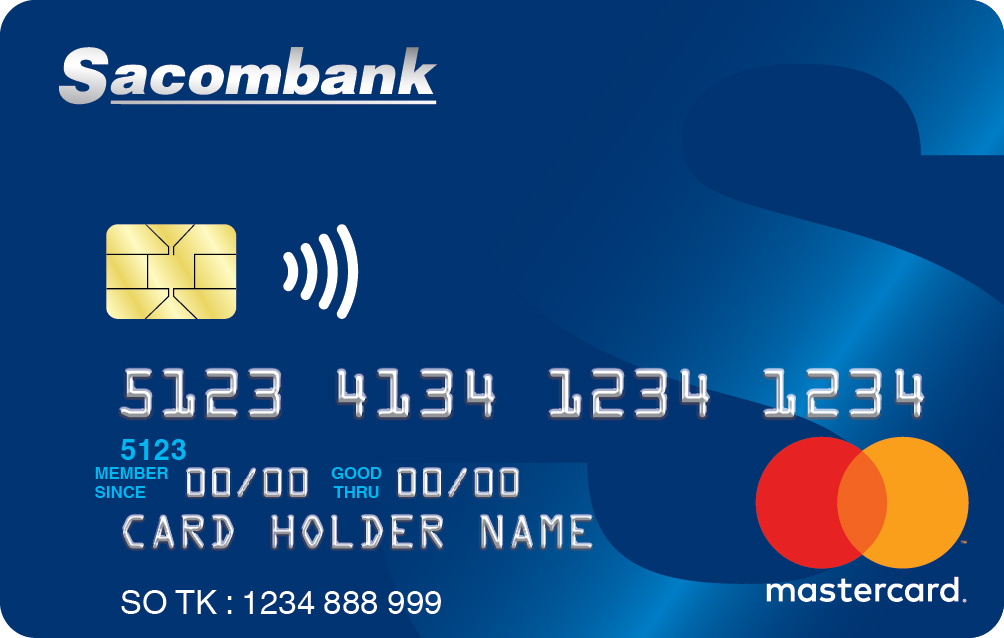 Sacombank
5123 4134 1234 1234
5123
MEMBER SINCE 00/00 GOOD THRU 00/00
CARD HOLDER NAME
SO TK : 1234 888 999
mastercard.